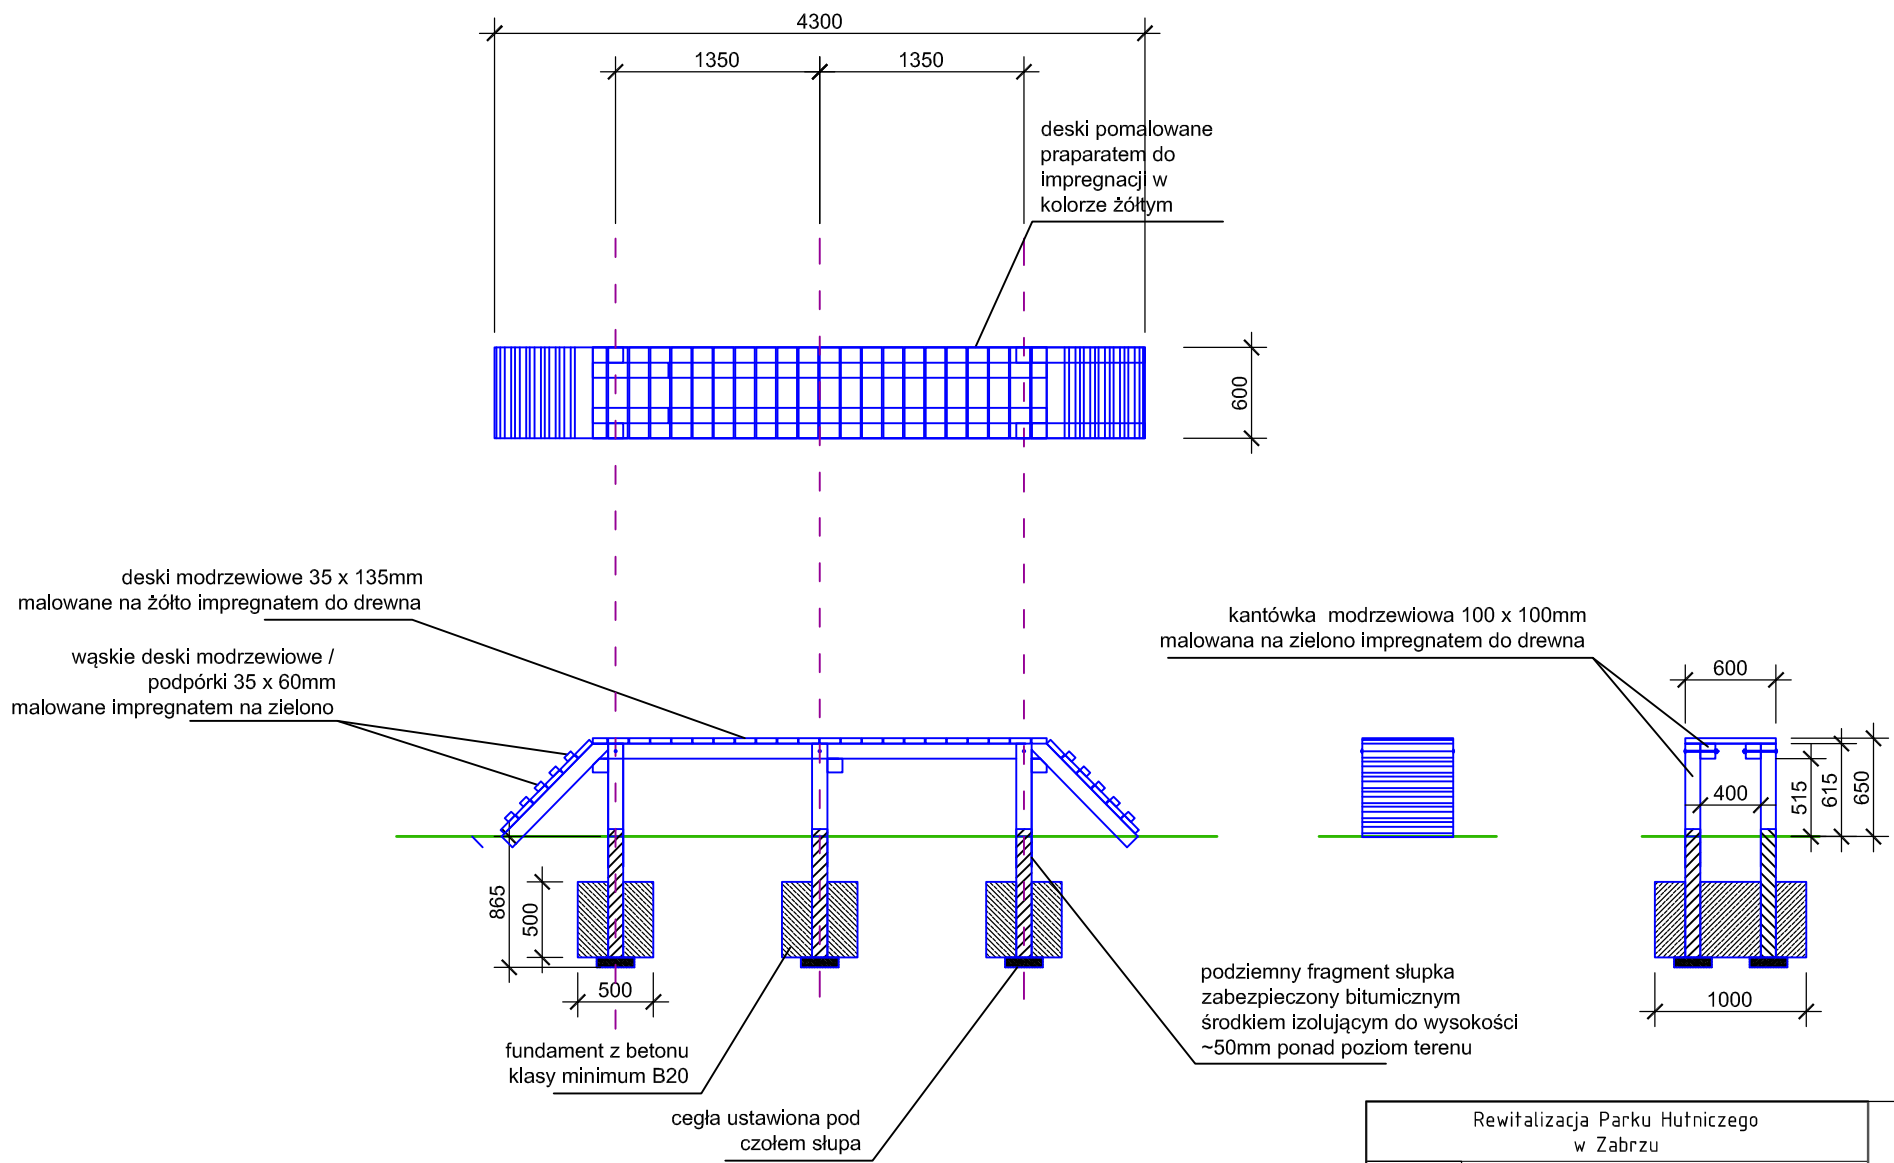 4300
1350
1350
deski pomalowane
praparatem do
impregnacji w
kolorze żółtym
600
deski modrzewiowe 35 x 135mm
malowane na żółto impregnatem do drewna
wąskie deski modrzewiowe /
podpórki 35 x 60mm
malowane impregnatem na zielono
kantówka modrzewiowa 100 x 100mm
malowana na zielono impregnatem do drewna
600
400
515
615
650
865
500
500
1000
podziemny fragment słupka
zabezpieczony bitumicznym
środkiem izolującym do wysokości
~50mm ponad poziom terenu
fundament z betonu
klasy minimum B20
cegła ustawiona pod
czołem słupa
Rewitalizacja Parku Hutniczego
w Zabrzu